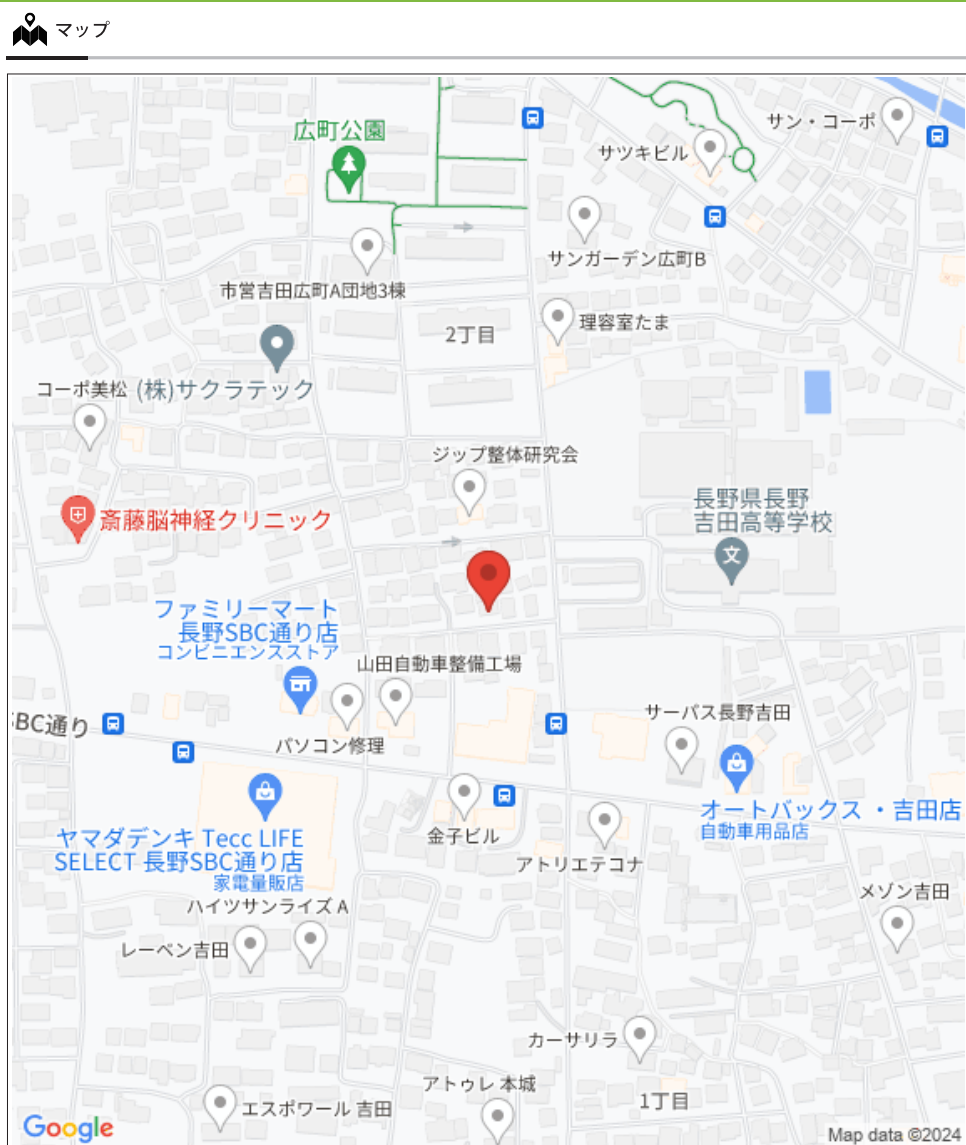 マップ
広町公園
サン・コーポ
サツキビル
サンガーデン広町B
市営吉田広町A団地3棟
2丁目
理容室たま
コーポ美松
(株)サクラテック
ジップ整体研究会
長野県長野
吉田高等学校
文
斎藤脳神経クリニック
ファミリーマート
長野SBC通り店
コンビニエンスストア
山田自動車整備工場
SBC通り
サーパス長野吉田
パソコン修理
オートバックス ・吉田店
自動車用品店
ヤマダデンキ Tecc LIFE
SELECT 長野SBC通り店
家電量販店
金子ビル
アトリエテコナ
メゾン吉田
ハイツサンライズ A
レーベン吉田
カーサリラ
アトゥレ 本城
1丁目
エスポワール 吉田
Google
Map data ©2024